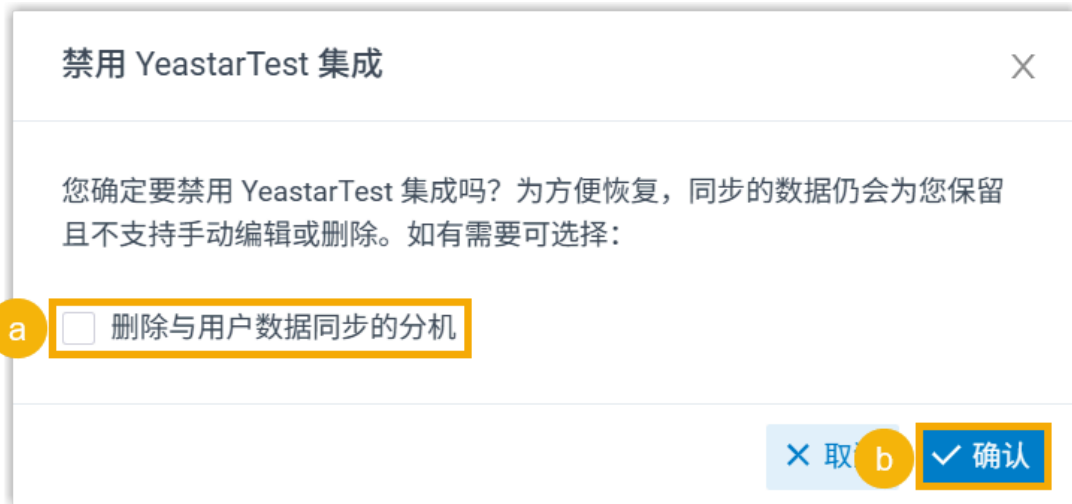 禁用 YeastarTest 集成
您确定要禁用 YeastarTest 集成吗？为方便恢复，同步的数据仍会为您保留
且不支持手动编辑或删除。如有需要可选择：
a
删除与用户数据同步的分机
取
b
确认